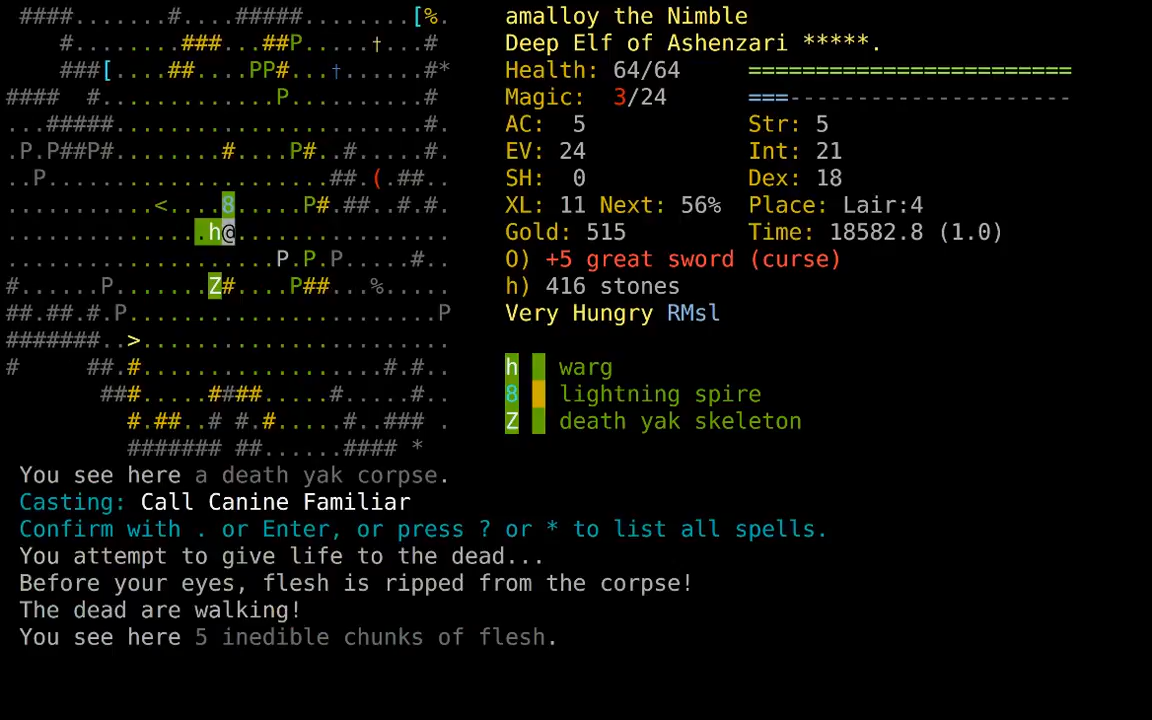 ####.......#....#####........[%. amalloy the Nimble
#........###...##P.....†...# Deep Elf of Ashenzari *****.
###[....##....PP#...†......#* Health: 64/64 ========================
#### #.............P..........# Magic: 3/24 ===---------------------
...#####.......................#. AC: 5 Str: 5
.P.P##P#........#....P#..#.....#. EV: 24 Int: 21
..P.....................##.(.##.. SH: 0 Dex: 18
...........<....8.....P#.##..#.#. XL: 11 Next: 56% Place: Lair:4
...............h@................ Gold: 515 Time: 18582.8 (1.0)
....................P.P.P.....#.. O) +5 great sword (curse)
#......P.......Z#....P##...%..... h) 416 stones
##.##.#.P.......................P Very Hungry RMsl
#######..>.......................
# ##.#..................#.#.. h warg
###.....####.....#...#.. 8 lightning spire
#.##..# #.#....#..### . Z death yak skeleton
####### ##......#### *
You see here a death yak corpse.
Casting: Call Canine Familiar
Confirm with . or Enter, or press ? or * to list all spells.
You attempt to give life to the dead...
Before your eyes, flesh is ripped from the corpse!
The dead are walking!
You see here 5 inedible chunks of flesh.